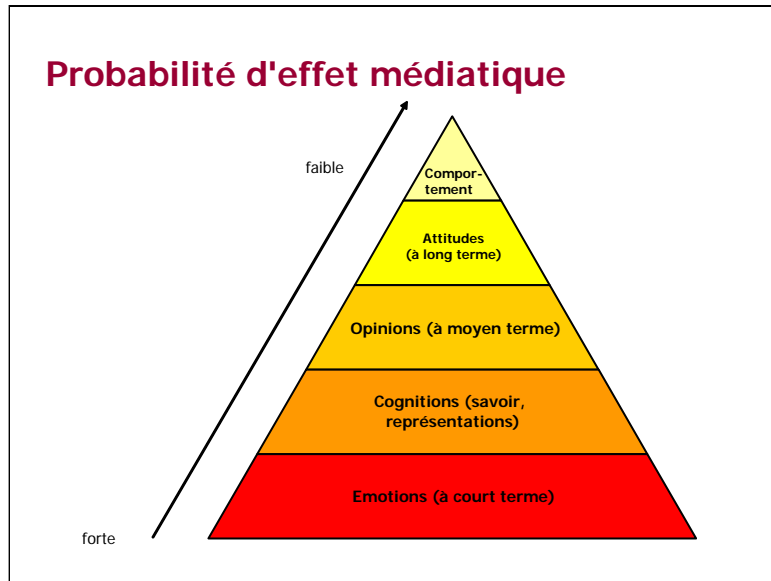 Probabilité d'effet médiatique
faible
Compor-
tement
Attitudes
(à long terme)
Opinions (à moyen terme)
Cognitions (savoir,
représentations)
Emotions (à court terme)
forte